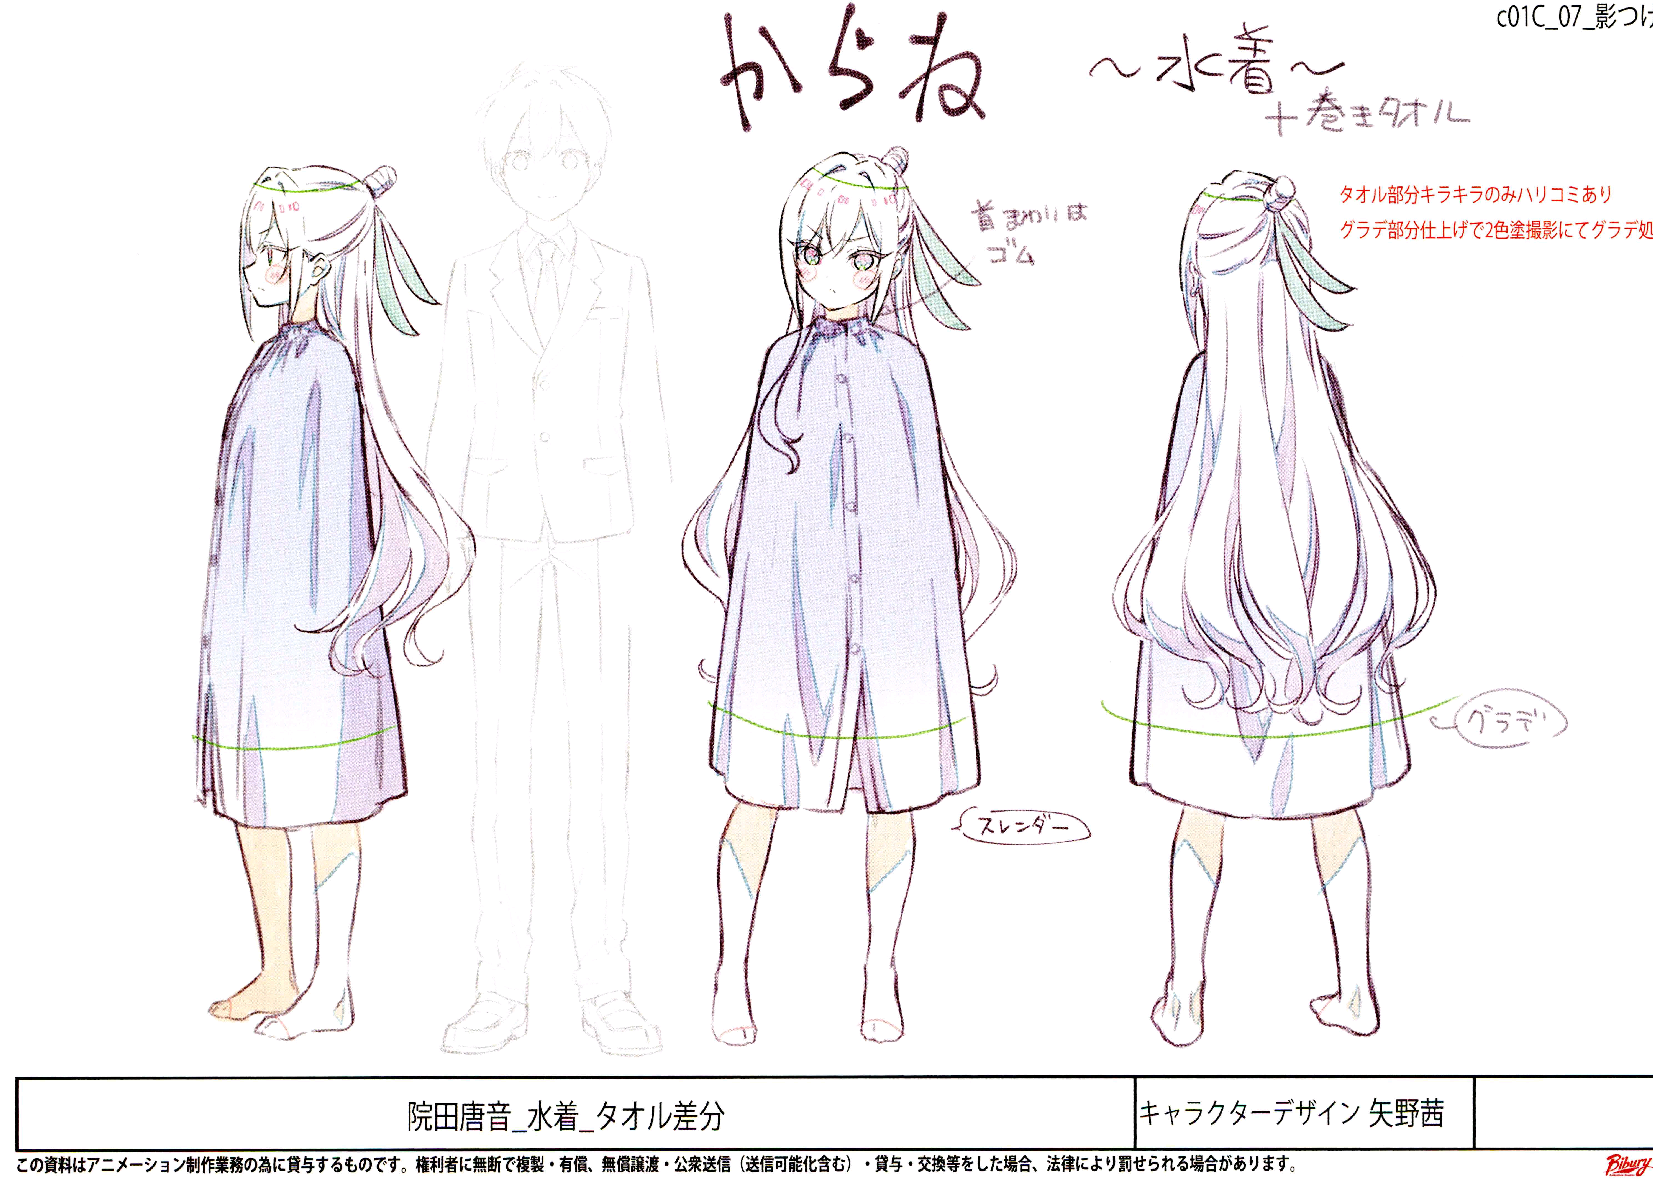 c01C_07_影つけ
からね
～水着～
+巻きタオル
タオル部分キラキラのみハリコミあり
グラデ部分仕上げで2色塗撮影にてグラデ処
首まわりは
ゴム
グラデ
スレンダー
院田唐音_水着_タオル差分
キャラクターデザイン 矢野茜
この資料はアニメーション制作業務の為に貸与するものです。権利者に無断で複製・有償、無償譲渡・公衆送信（送信可能化含む）・貸与・交換等をした場合、法律により罰せられる場合があります。
Bibury